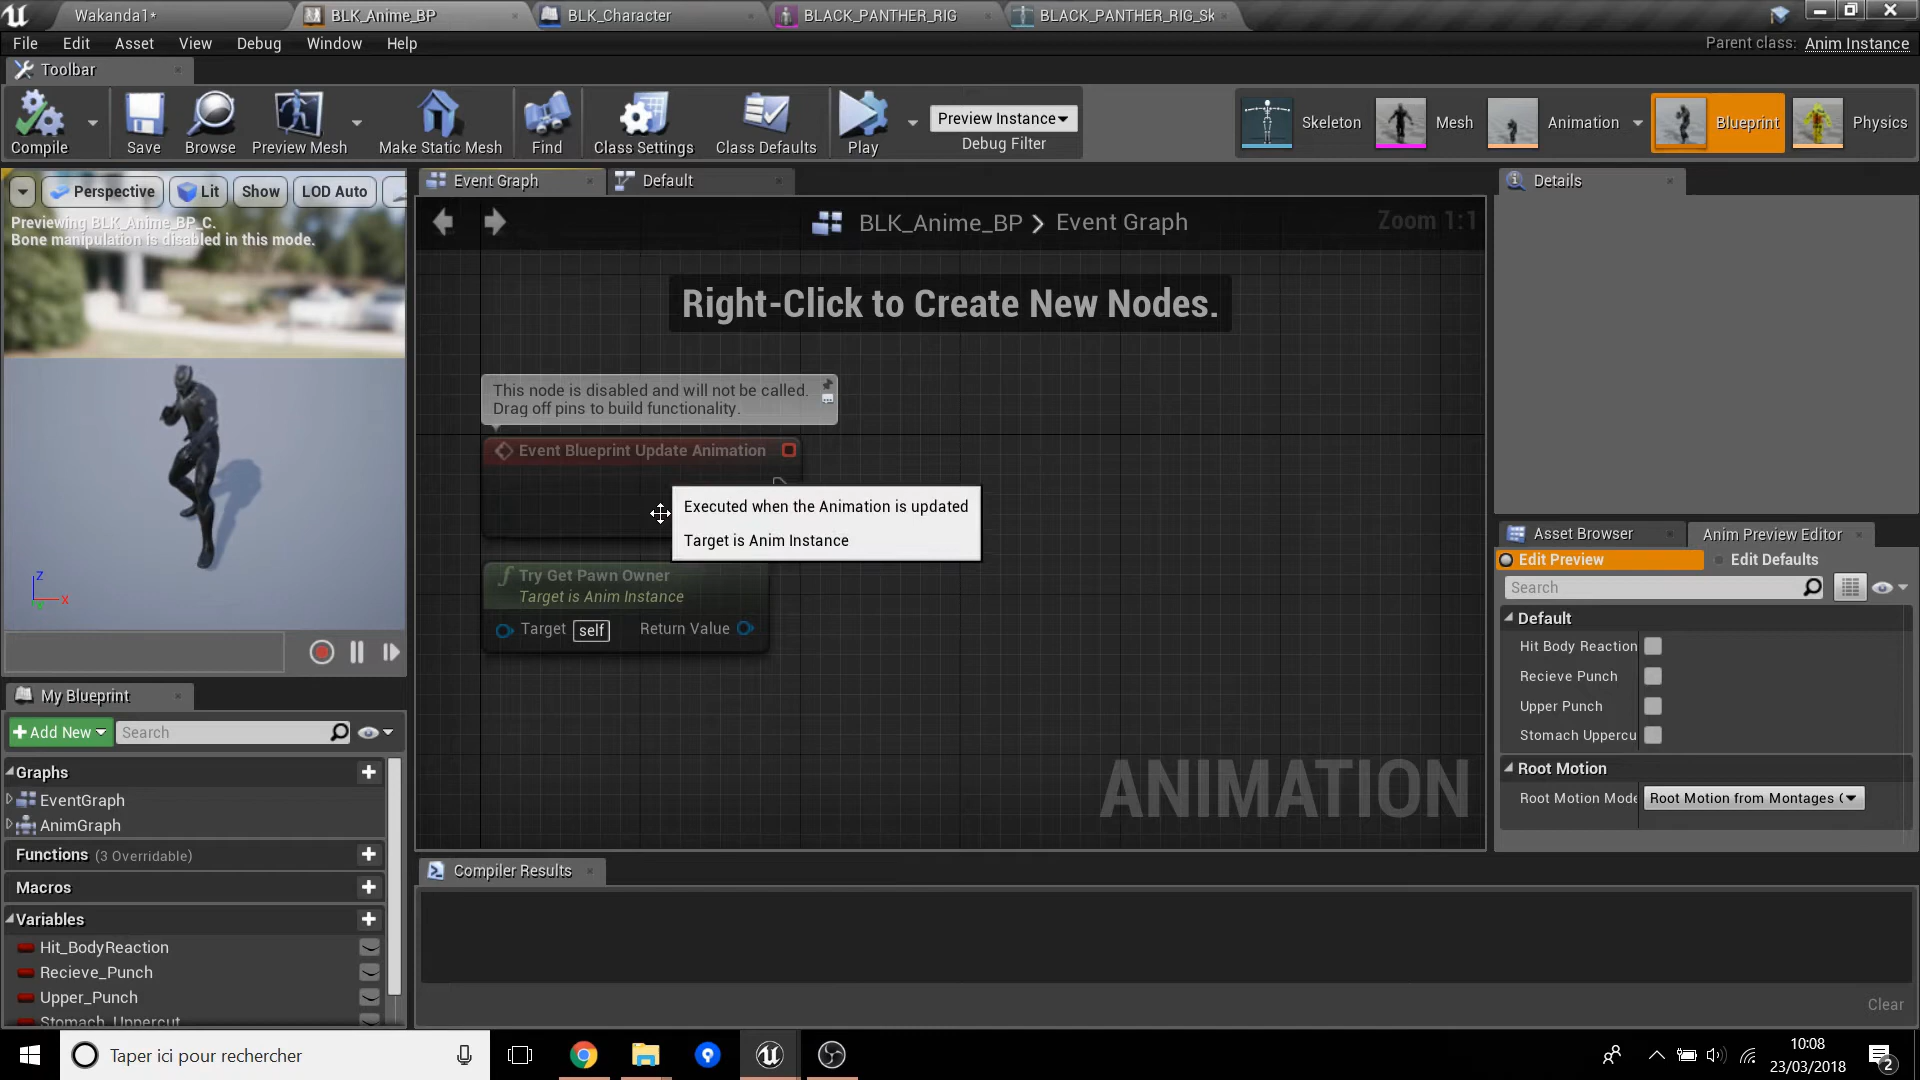 Wakanda1*
BLK_Anime_BP
BLK_Character
BLACK_PANTHER_RIG
BLACK_PANTHER_RIG_Sk
File
Edit
Asset
View
Debug
Window
Help
Parent class: Anim Instance
Toolbar
Compile
Save
Browse
Preview Mesh
Make Static Mesh
Find
Class Settings
Class Defaults
Play
Preview Instance
Debug Filter
Skeleton
Mesh
Animation
Blueprint
Physics
Perspective
Lit
Show
LOD Auto
Previewing BLK_Anime_BP_C.
Bone manipulation is disabled in this mode.
Z
X
Event Graph
Default
BLK_Anime_BP > Event Graph
Zoom 1:1
Right-Click to Create New Nodes.
This node is disabled and will not be called.
Drag off pins to build functionality.
Event Blueprint Update Animation
Executed when the Animation is updated
Target is Anim Instance
Try Get Pawn Owner
Target is Anim Instance
Target self
Return Value
ANIMATION
Details
Asset Browser
Anim Preview Editor
Edit Preview
Edit Defaults
Search
Default
Hit Body Reaction
Recieve Punch
Upper Punch
Stomach Uppercu
Root Motion
Root Motion Mode
Root Motion from Montages (
My Blueprint
Add New
Search
Graphs
EventGraph
AnimGraph
Functions (3 Overridable)
Macros
Variables
Hit_BodyReaction
Recieve_Punch
Upper_Punch
Stomach_Uppercut
Compiler Results
Clear
Taper ici pour rechercher
10:08
23/03/2018
2